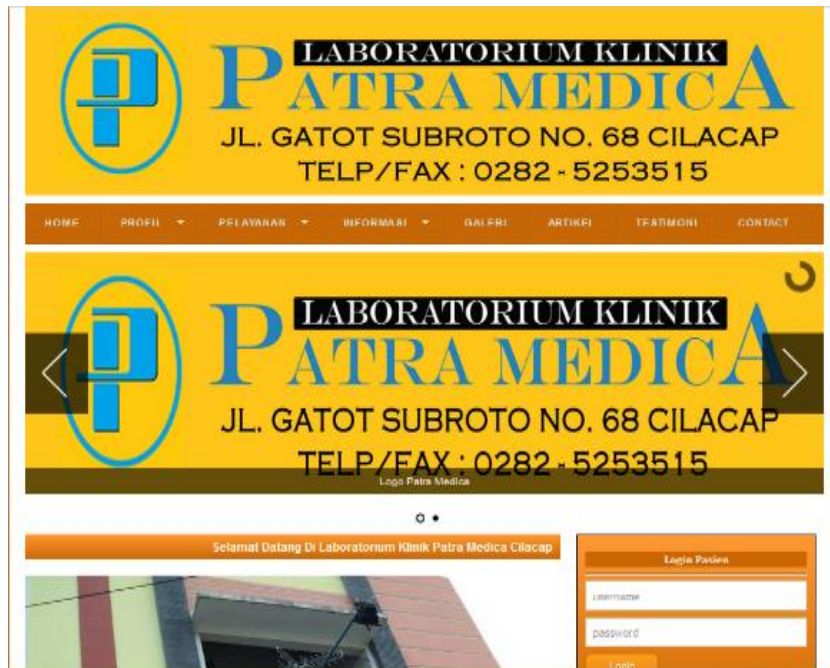 LABORATORIUM KLINIK
PATRA MEDICA
JL. GATOT SUBROTO NO. 68 CILACAP
TELP/FAX : 0282 - 5253515
HOME PROFIL PELAYANAN INFORMASI GALERI ARTIKEL TESTIMONI CONTACT
LABORATORIUM KLINIK
PATRA MEDICA
JL. GATOT SUBROTO NO. 68 CILACAP
TELP/FAX : 0282 - 5253515
Logo Patra Medica
Selamat Datang Di Laboratorium Klinik Patra Medica Cilacap
Login Pasien
username
password
Login